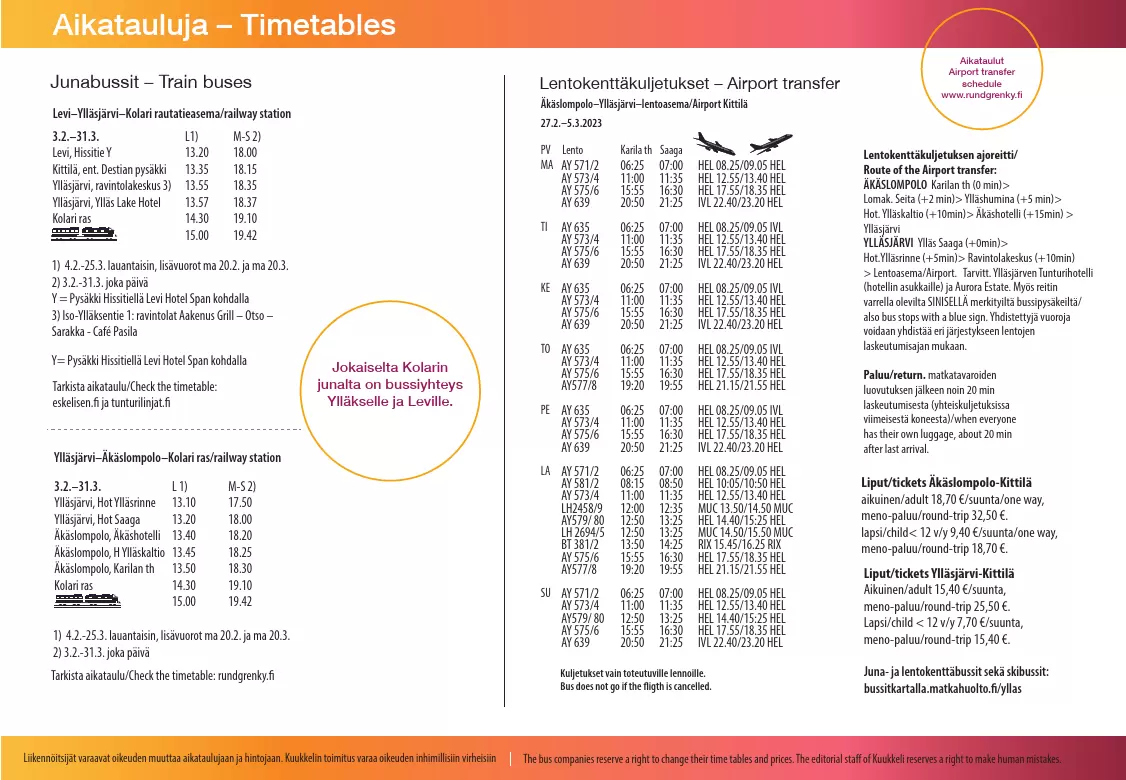 Aikatauluja – Timetables
Aikataulut
Airport transfer
schedule
www.rundgrenky.fi
Junabussit – Train buses
Levi–Ylläsjärvi–Kolari rautatieasema/railway station
3.2.–31.3. L1) M-S 2)
Levi, Hissitie Y 13.20 18.00
Kittilä, ent. Destian pysäkki 13.35 18.15
Ylläsjärvi, ravintolakeskus 3) 13.55 18.35
Ylläsjärvi, Ylläs Lake Hotel 13.57 18.37
Kolari ras 14.30 19.10
15.00 19.42
1) 4.2.-25.3. lauantaisin, lisävuorot ma 20.2. ja ma 20.3.
2) 3.2.-31.3. joka päivä
Y = Pysäkki Hissitiellä Levi Hotel Span kohdalla
3) Iso-Ylläksentie 1: ravintolat Aakenus Grill – Otso –
Sarakka - Café Pasila
Y= Pysäkki Hissitiellä Levi Hotel Span kohdalla
Tarkista aikataulu/Check the timetable:
eskelisen.fi ja tunturilinjat.fi
Jokaiselta Kolarin
junalta on bussiyhteys
Ylläkselle ja Leville.
Ylläsjärvi–Äkäslompolo–Kolari ras/railway station
3.2.–31.3. L 1) M-S 2)
Ylläsjärvi, Hot Ylläsrinne 13.10 17.50
Ylläsjärvi, Hot Saaga 13.20 18.00
Äkäslompolo, Äkäshotelli 13.40 18.20
Äkäslompolo, H Ylläskaltio 13.45 18.25
Äkäslompolo, Karilan th 13.50 18.30
Kolari ras 14.30 19.10
15.00 19.42
1) 4.2.-25.3. lauantaisin, lisävuorot ma 20.2. ja ma 20.3.
2) 3.2.-31.3. joka päivä
Tarkista aikataulu/Check the timetable: rundgrenky.fi
Lentokenttäkuljetukset – Airport transfer
Äkäslompolo–Ylläsjärvi–lentoasema/Airport Kittilä
27.2.–5.3.2023
PV Lento Karila th Saaga
MA AY 571/2 06:25 07:00 HEL 08.25/09.05 HEL
AY 573/4 11:00 11:35 HEL 12.55/13.40 HEL
AY 575/6 15:55 16:30 HEL 17.55/18.35 HEL
AY 639 20:50 21:25 IVL 22.40/23.20 HEL
TI AY 635 06:25 07:00 HEL 08.25/09.05 IVL
AY 573/4 11:00 11:35 HEL 12.55/13.40 HEL
AY 575/6 15:55 16:30 HEL 17.55/18.35 HEL
AY 639 20:50 21:25 IVL 22.40/23.20 HEL
KE AY 635 06:25 07:00 HEL 08.25/09.05 IVL
AY 573/4 11:00 11:35 HEL 12.55/13.40 HEL
AY 575/6 15:55 16:30 HEL 17.55/18.35 HEL
AY 639 20:50 21:25 IVL 22.40/23.20 HEL
TO AY 635 06:25 07:00 HEL 08.25/09.05 IVL
AY 573/4 11:00 11:35 HEL 12.55/13.40 HEL
AY 575/6 15:55 16:30 HEL 17.55/18.35 HEL
AY577/8 19:20 19:55 HEL 21.15/21.55 HEL
PE AY 635 06:25 07:00 HEL 08.25/09.05 IVL
AY 573/4 11:00 11:35 HEL 12.55/13.40 HEL
AY 575/6 15:55 16:30 HEL 17.55/18.35 HEL
AY 639 20:50 21:25 IVL 22.40/23.20 HEL
LA AY 571/2 06:25 07:00 HEL 08.25/09.05 HEL
AY 581/2 08:15 08:50 HEL 10:05/10:50 HEL
AY 573/4 11:00 11:35 HEL 12.55/13.40 HEL
LH2458/9 12:00 12:35 MUC 13.50/14.50 MUC
AY579/ 80 12:50 13:25 HEL 14.40/15:25 HEL
LH 2694/5 12:50 13:25 MUC 14.50/15.50 MUC
BT 381/2 13:50 14:25 RIX 15.45/16.25 RIX
AY 575/6 15:55 16:30 HEL 17.55/18.35 HEL
AY577/8 19:20 19:55 HEL 21.15/21.55 HEL
SU AY 571/2 06:25 07:00 HEL 08.25/09.05 HEL
AY 573/4 11:00 11:35 HEL 12.55/13.40 HEL
AY579/ 80 12:50 13:25 HEL 14.40/15:25 HEL
AY 575/6 15:55 16:30 HEL 17.55/18.35 HEL
AY 639 20:50 21:25 IVL 22.40/23.20 HEL
Kuljetukset vain toteutuville lennoille.
Bus does not go if the fligth is cancelled.
Lentokenttäkuljetuksen ajoreitti/
Route of the Airport transfer:
ÄKÄSLOMPOLO Karilan th (0 min)>
Lomak. Seita (+2 min)> Ylläshumina (+5 min)>
Hot. Ylläskaltio (+10min)> Äkäshotelli (+15min) >
Ylläsjärvi
YLLÄSJÄRVI Ylläs Saaga (+0min)>
Hot.Ylläsrinne (+5min)> Ravintolakeskus (+10min)
> Lentoasema/Airport. Tarvitt. Ylläsjärven Tunturihotelli
(hotellin asukkaille) ja Aurora Estate. Myös reitin
varrella olevilta SINISELLÄ merkityiltä bussipysäkeiltä/
also bus stops with a blue sign. Yhdistettyjä vuoroja
voidaan yhdistää eri järjestykseen lentojen
laskeutumisajan mukaan.
Paluu/return. matkatavaroiden
luovutuksen jälkeen noin 20 min
laskeutumisesta (yhteiskuljetuksissa
viimeisestä koneesta)/when everyone
has their own luggage, about 20 min
after last arrival.
Liput/tickets Äkäslompolo-Kittilä
aikuinen/adult 18,70 €/suunta/one way,
meno-paluu/round-trip 32,50 €.
lapsi/child< 12 v/y 9,40 €/suunta/one way,
meno-paluu/round-trip 18,70 €.
Liput/tickets Ylläsjärvi-Kittilä
Aikuinen/adult 15,40 €/suunta,
meno-paluu/round-trip 25,50 €.
Lapsi/child < 12 v/y 7,70 €/suunta,
meno-paluu/round-trip 15,40 €.
Juna- ja lentokenttäbussit sekä skibussit:
bussitkartalla.matkahuolto.fi/yllas
Liikennöitsijät varaavat oikeuden muuttaa aikataulujaan ja hintojaan. Kuukkelin toimitus varaa oikeuden inhimillisiin virheisiin
The bus companies reserve a right to change their time tables and prices. The editorial staff of Kuukkeli reserves a right to make human mistakes.